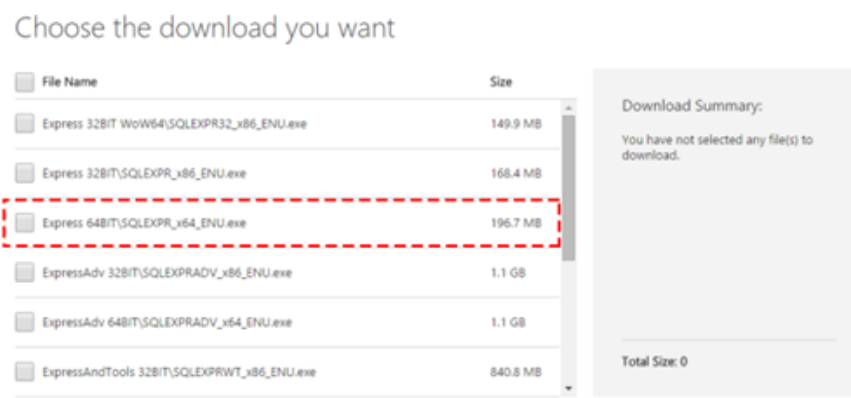 Choose the download you want
File Name Size
Express 32BIT WoW64\SQLEXPR32_x86_ENU.exe 149.9 MB
Express 32BIT\SQLEXPR_x86_ENU.exe 168.4 MB
Express 64BIT\SQLEXPR_x64_ENU.exe 196.7 MB
ExpressAdv 32BIT\SQLEXPRADV_x86_ENU.exe 1.1 GB
ExpressAdv 64BIT\SQLEXPRADV_x64_ENU.exe 1.1 GB
ExpressAndTools 32BIT\SQLEXPRWT_x86_ENU.exe 840.8 MB
Download Summary:
You have not selected any file(s) to
download.
Total Size: 0